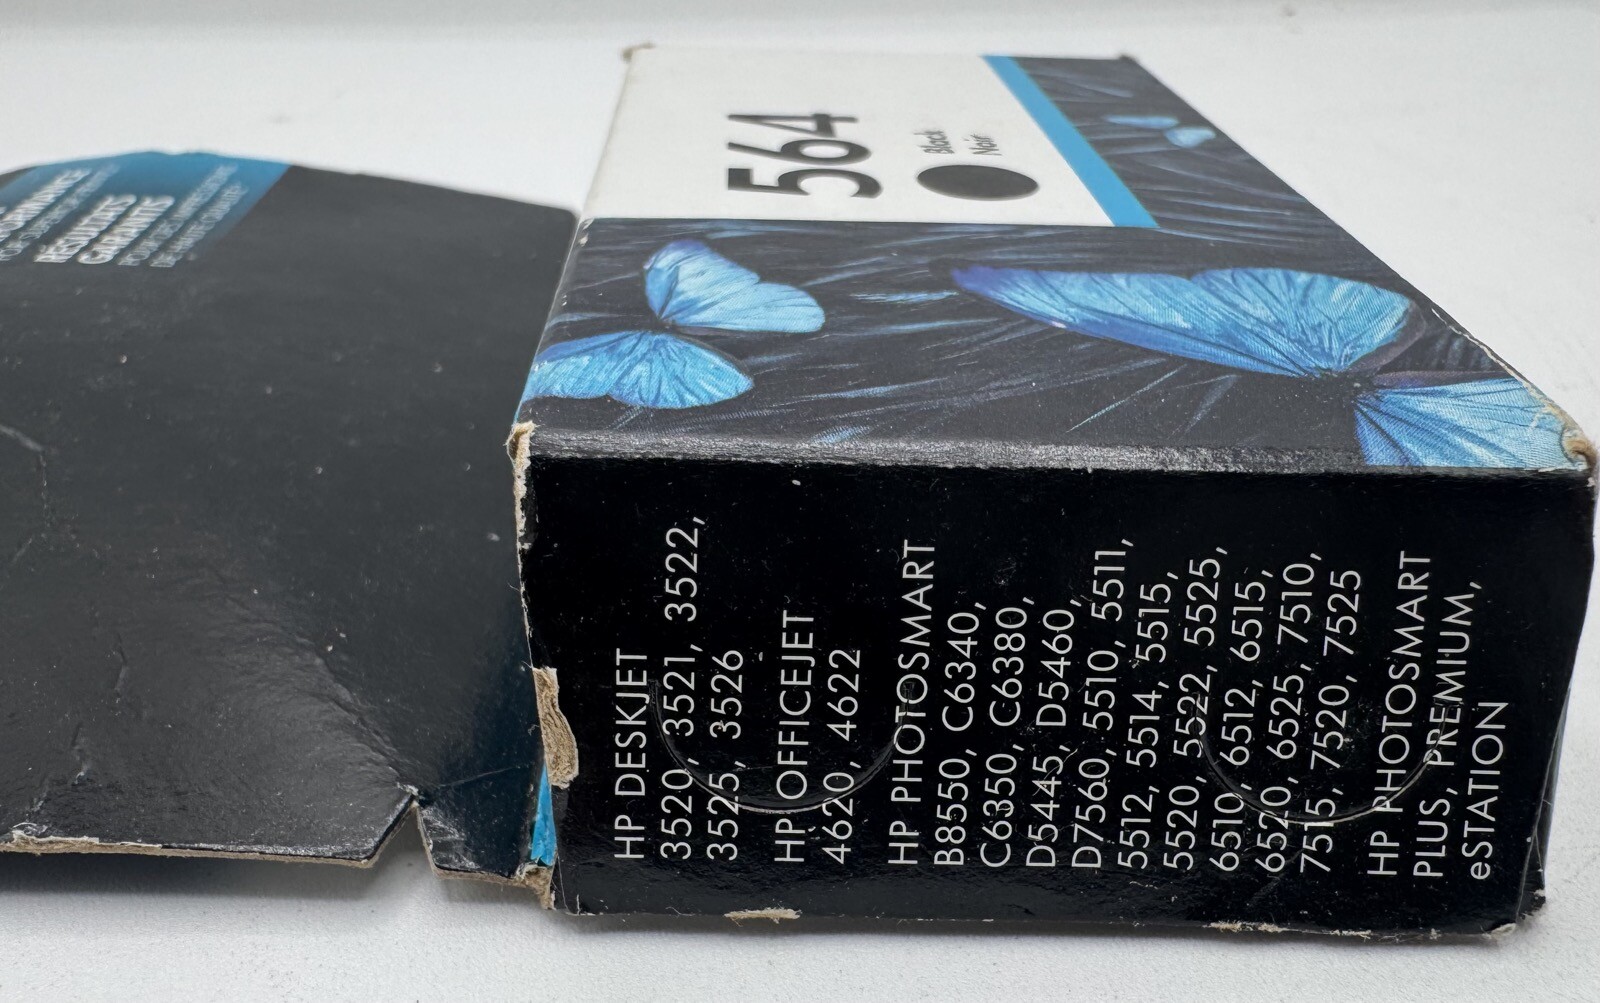 RÉSULTATS
GARANTIS
564
Black
Noir
HP DESKJET
3520, 3521, 3522,
3525, 3526
HP OFFICEJET
4620, 4622
HP PHOTOSMART
B8550, C6340,
C6350, C6380,
D5445, D5460,
D7560, 5510, 5511,
5512, 5514, 5515,
5520, 5522, 5525,
6510, 6512, 6515,
6520, 6525, 7510,
7515, 7520, 7525
HP PHOTOSMART
PLUS, PREMIUM,
eSTATION